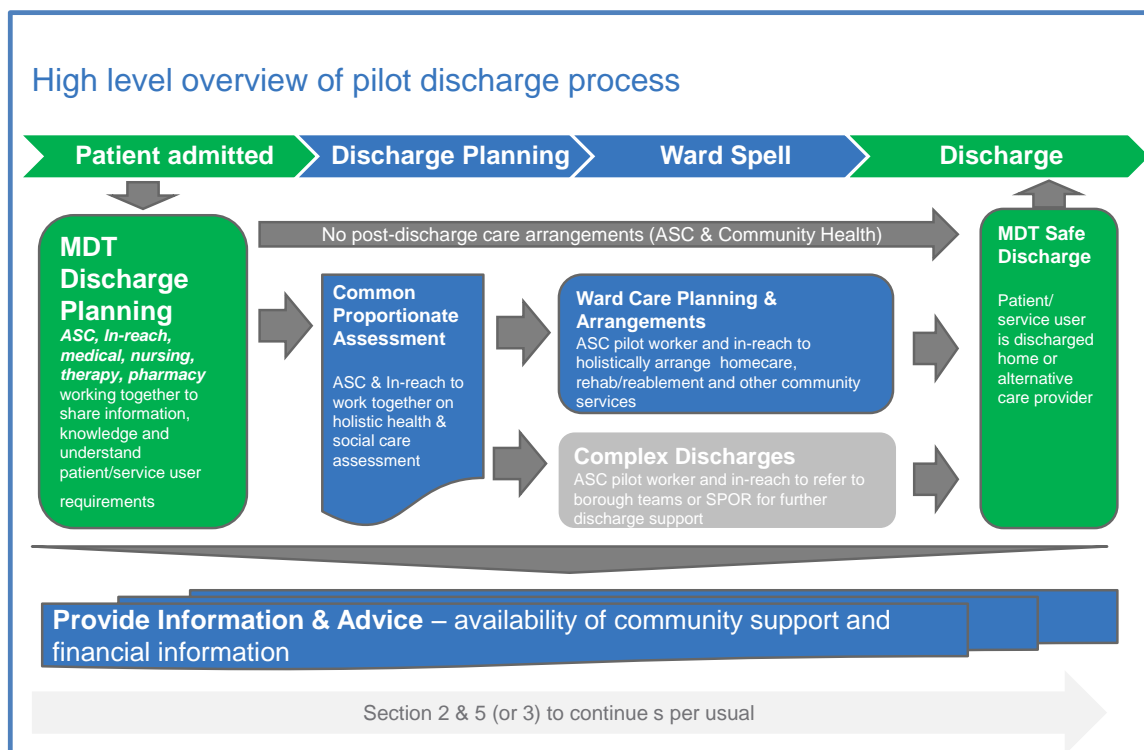 High level overview of pilot discharge process
Patient admitted
Discharge Planning
Ward Spell
Discharge
No post-discharge care arrangements (ASC & Community Health)
MDT
Discharge
Planning
ASC, In-reach,
medical, nursing,
therapy, pharmacy
working together to
share information,
knowledge and
understand
patient/service user
requirements
Common
Proportionate
Assessment
ASC & In-reach to
work together on
holistic health &
social care
assessment
Ward Care Planning &
Arrangements
ASC pilot worker and in-reach to
holistically arrange homecare,
rehab/reablement and other community
services
Complex Discharges
ASC pilot worker and in-reach to refer to
borough teams or SPOR for further
discharge support
MDT Safe
Discharge
Patient/
service user
is discharged
home or
alternative
care provider
Provide Information & Advice – availability of community support and
financial information
Section 2 & 5 (or 3) to continue s per usual